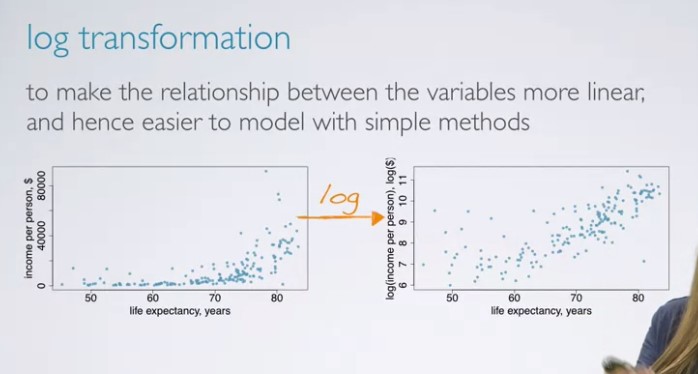 log transformation
to make the relationship between the variables more linear,
and hence easier to model with simple methods
income per person, $
0 40000 80000
50 60 70 80
life expectancy, years
log
log(income per person), log($)
6 7 8 9 10 11
50 60 70 80
life expectancy, years